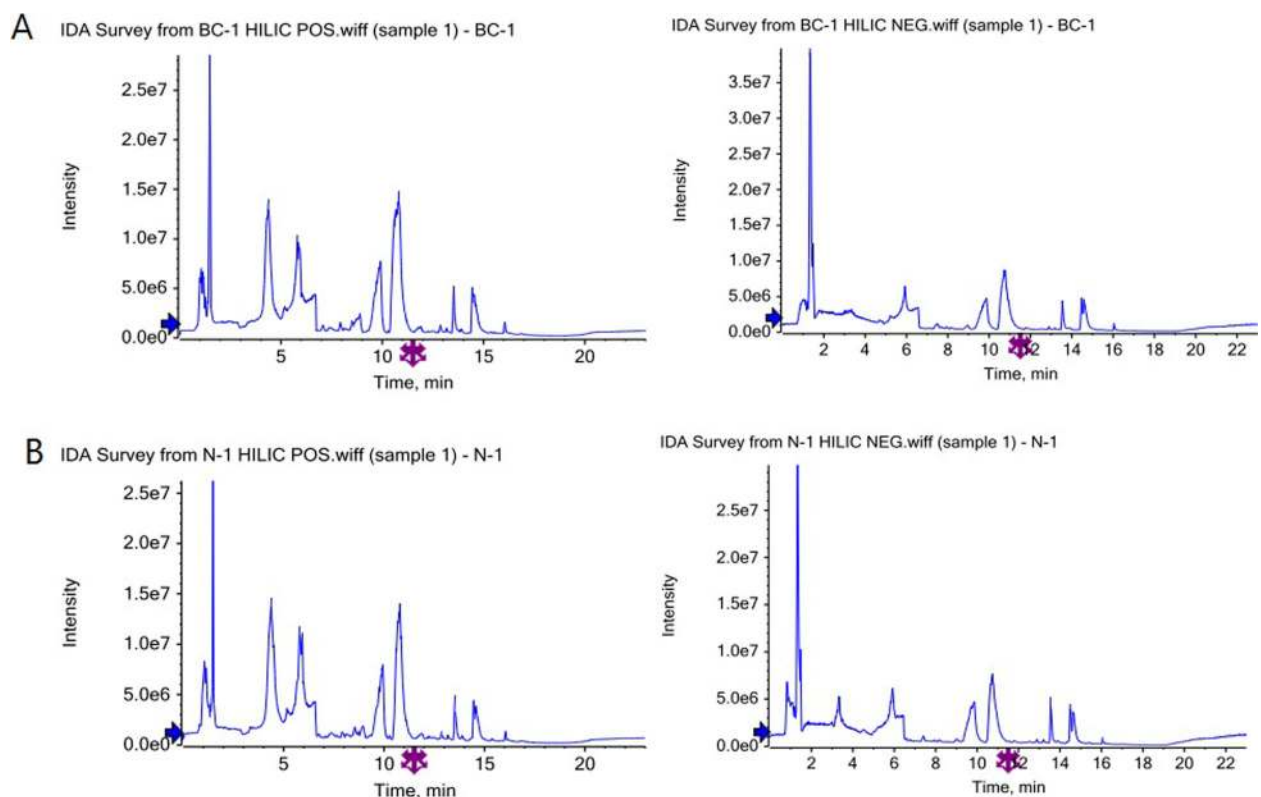 A
IDA Survey from BC-1 HILIC POS.wiff (sample 1) - BC-1
2.5e7
2.0e7
1.5e7
1.0e7
5.0e6
0.0e0
Intensity
5 10 15 20
Time, min
IDA Survey from BC-1 HILIC NEG.wiff (sample 1) - BC-1
3.5e7
3.0e7
2.5e7
2.0e7
1.5e7
1.0e7
5.0e6
0.0e0
Intensity
2 4 6 8 10 12 14 16 18 20 22
Time, min
B
IDA Survey from N-1 HILIC POS.wiff (sample 1) - N-1
2.5e7
2.0e7
1.5e7
1.0e7
5.0e6
0.0e0
Intensity
5 10 15 20
Time, min
IDA Survey from N-1 HILIC NEG.wiff (sample 1) - N-1
2.5e7
2.0e7
1.5e7
1.0e7
5.0e6
0.0e0
Intensity
2 4 6 8 10 12 14 16 18 20 22
Time, min